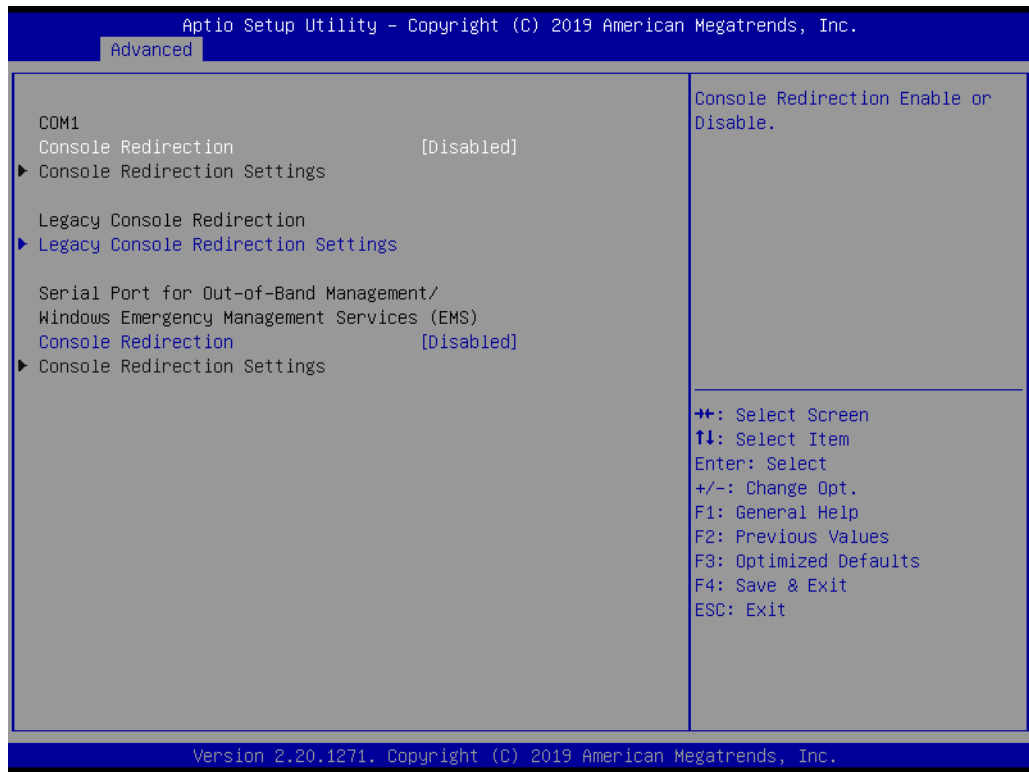 Aptio Setup Utility – Copyright (C) 2019 American Megatrends, Inc.
Advanced
COM1
Console Redirection [Disabled]
▶ Console Redirection Settings
Legacy Console Redirection
▶ Legacy Console Redirection Settings
Serial Port for Out-of-Band Management/
Windows Emergency Management Services (EMS)
Console Redirection [Disabled]
▶ Console Redirection Settings
Console Redirection Enable or
Disable.
→←: Select Screen
↑↓: Select Item
Enter: Select
+/-: Change Opt.
F1: General Help
F2: Previous Values
F3: Optimized Defaults
F4: Save & Exit
ESC: Exit
Version 2.20.1271. Copyright (C) 2019 American Megatrends, Inc.